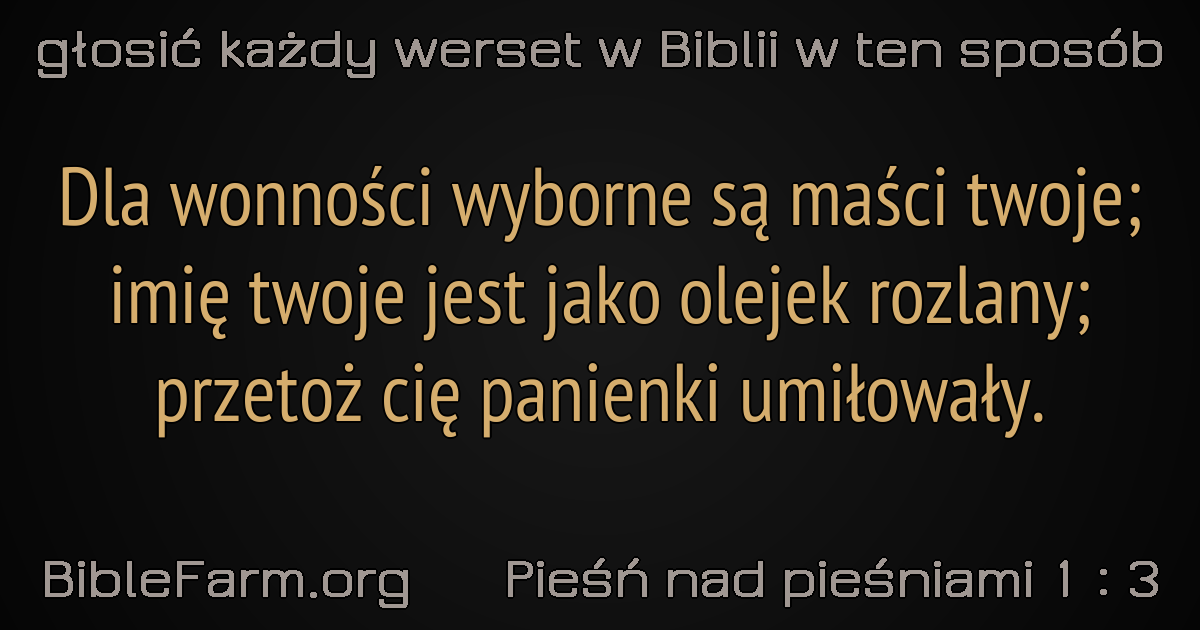 głosić każdy werset w Biblii w ten sposób
Dla wonności wyborne są maści twoje;
imię twoje jest jako olejek rozlany;
przetoż cię panienki umiłowały.
BibleFarm.org Pieśń nad pieśniami 1 : 3